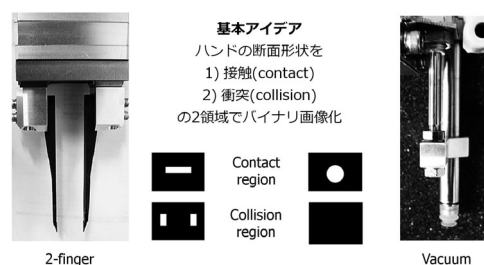 基本アイデア
ハンドの断面形状を
1) 接触(contact)
2) 衝突(collision)
の2領域でバイナリ画像化
Contact
region
Collision
region
2-finger
Vacuum